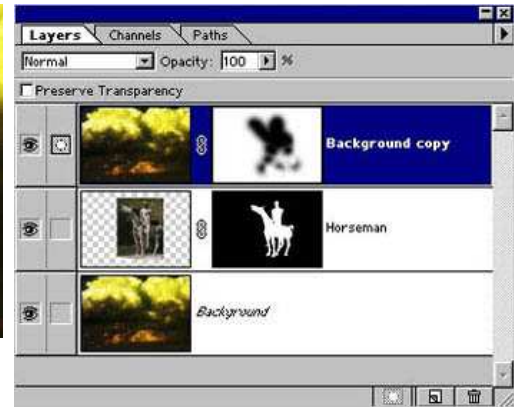 Layers Channels Paths
Normal Opacity: 100 %
Preserve Transparency
Background copy
Horseman
Background